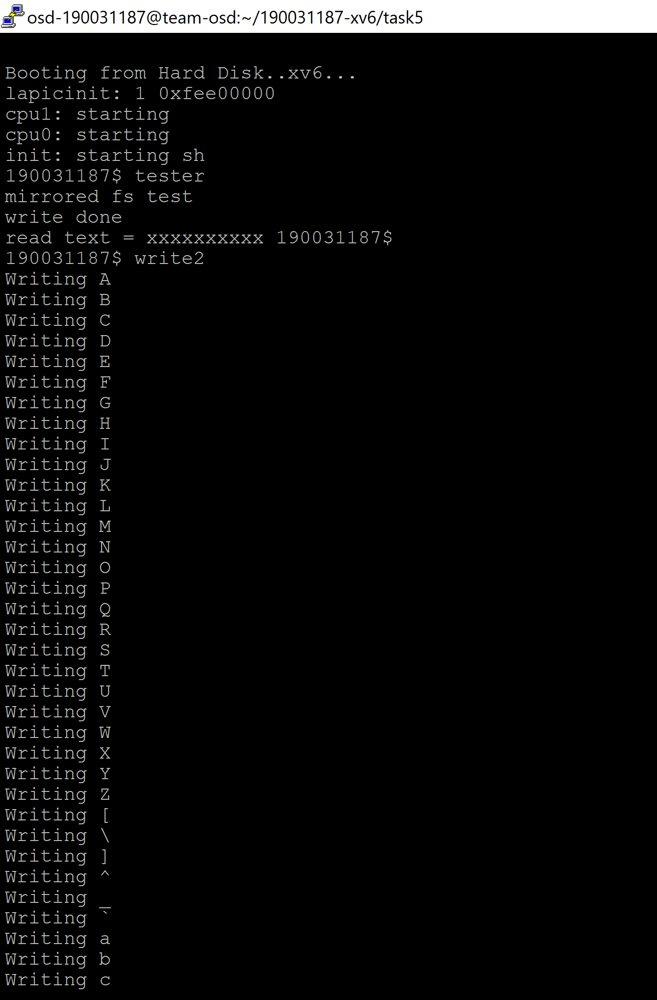 osd-190031187@team-osd:~/190031187-xv6/task5
Booting from Hard Disk..xv6...
lapicinit: 1 0xfee00000
cpu1: starting
cpu0: starting
init: starting sh
190031187$ tester
mirrored fs test
write done
read text = xxxxxxxxxx 190031187$
190031187$ write2
Writing A
Writing B
Writing C
Writing D
Writing E
Writing F
Writing G
Writing H
Writing I
Writing J
Writing K
Writing L
Writing M
Writing N
Writing O
Writing P
Writing Q
Writing R
Writing S
Writing T
Writing U
Writing V
Writing W
Writing X
Writing Y
Writing Z
Writing [
Writing \
Writing ]
Writing ^
Writing _
Writing `
Writing a
Writing b
Writing c